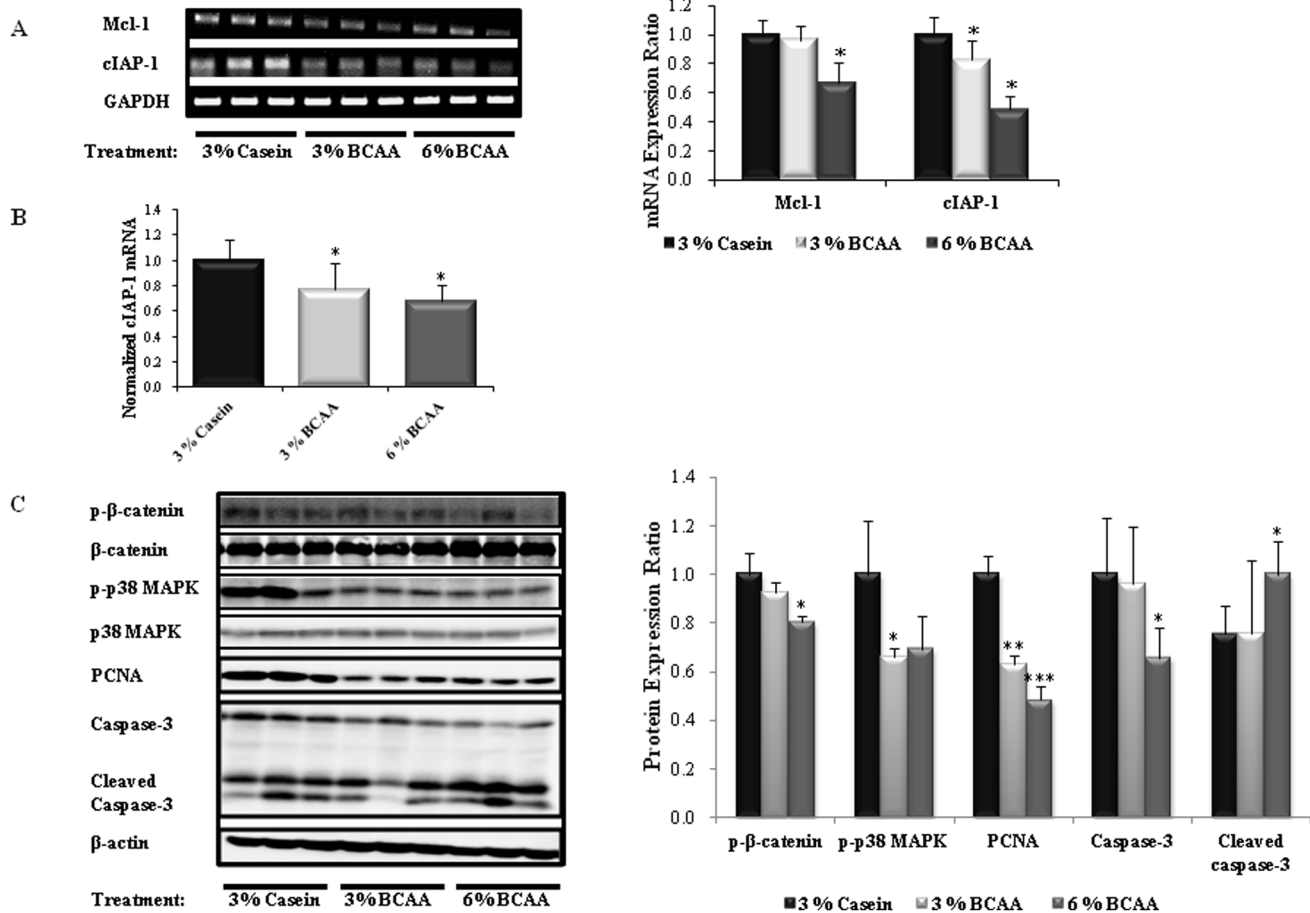 A
Mcl-1
cIAP-1
GAPDH
Treatment: 3% Casein 3% BCAA 6% BCAA
mRNA Expression Ratio
1.2
1.0
0.8
0.6
0.4
0.2
0.0
*
*
*
Mcl-1 cIAP-1
3 % Casein 3 % BCAA 6 % BCAA
B
Normalized cIAP-1 mRNA
1.4
1.2
1.0
0.8
0.6
0.4
0.2
0.0
*
*
3 % Casein
3 % BCAA
6 % BCAA
C
p-β-catenin
β-catenin
p-p38 MAPK
p38 MAPK
PCNA
Caspase-3
Cleaved
Caspase-3
β-actin
Treatment: 3% Casein 3% BCAA 6% BCAA
Protein Expression Ratio
1.4
1.2
1.0
0.8
0.6
0.4
0.2
0.0
*
*
**
***
*
*
p-β-catenin p-p38 MAPK PCNA Caspase-3 Cleaved
caspase-3
3 % Casein 3 % BCAA 6 % BCAA